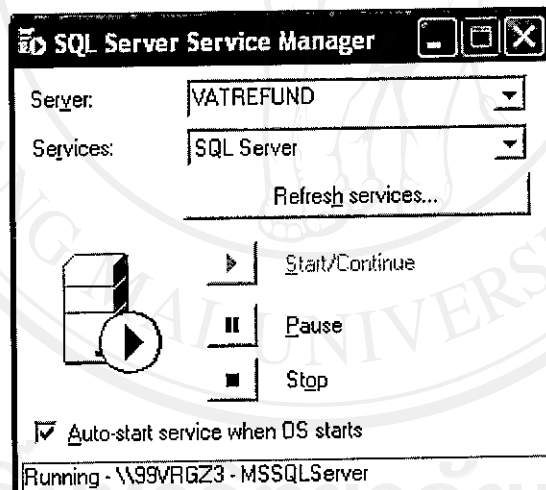 SQL Server Service Manager
Server: VATREFUND
Services: SQL Server
Refresh services...
Start/Continue
Pause
Stop
Auto-start service when OS starts
Running - \\99VRGZ3 - MSSQLServer